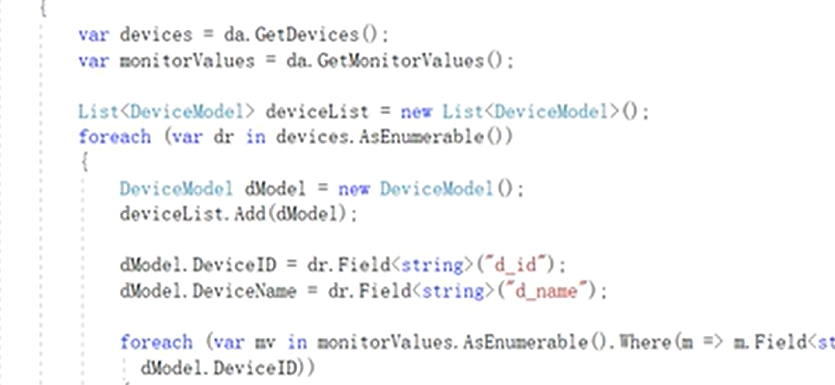 {
var devices = da.GetDevices();
var monitorValues = da.GetMonitorValues();
List<DeviceModel> deviceList = new List<DeviceModel>();
foreach (var dr in devices.AsEnumerable())
{
DeviceModel dModel = new DeviceModel();
deviceList.Add(dModel);
dModel.DeviceID = dr.Field<string>("d_id");
dModel.DeviceName = dr.Field<string>("d_name");
foreach (var mv in monitorValues.AsEnumerable().Where(m => m.Field<st
dModel.DeviceID))
{